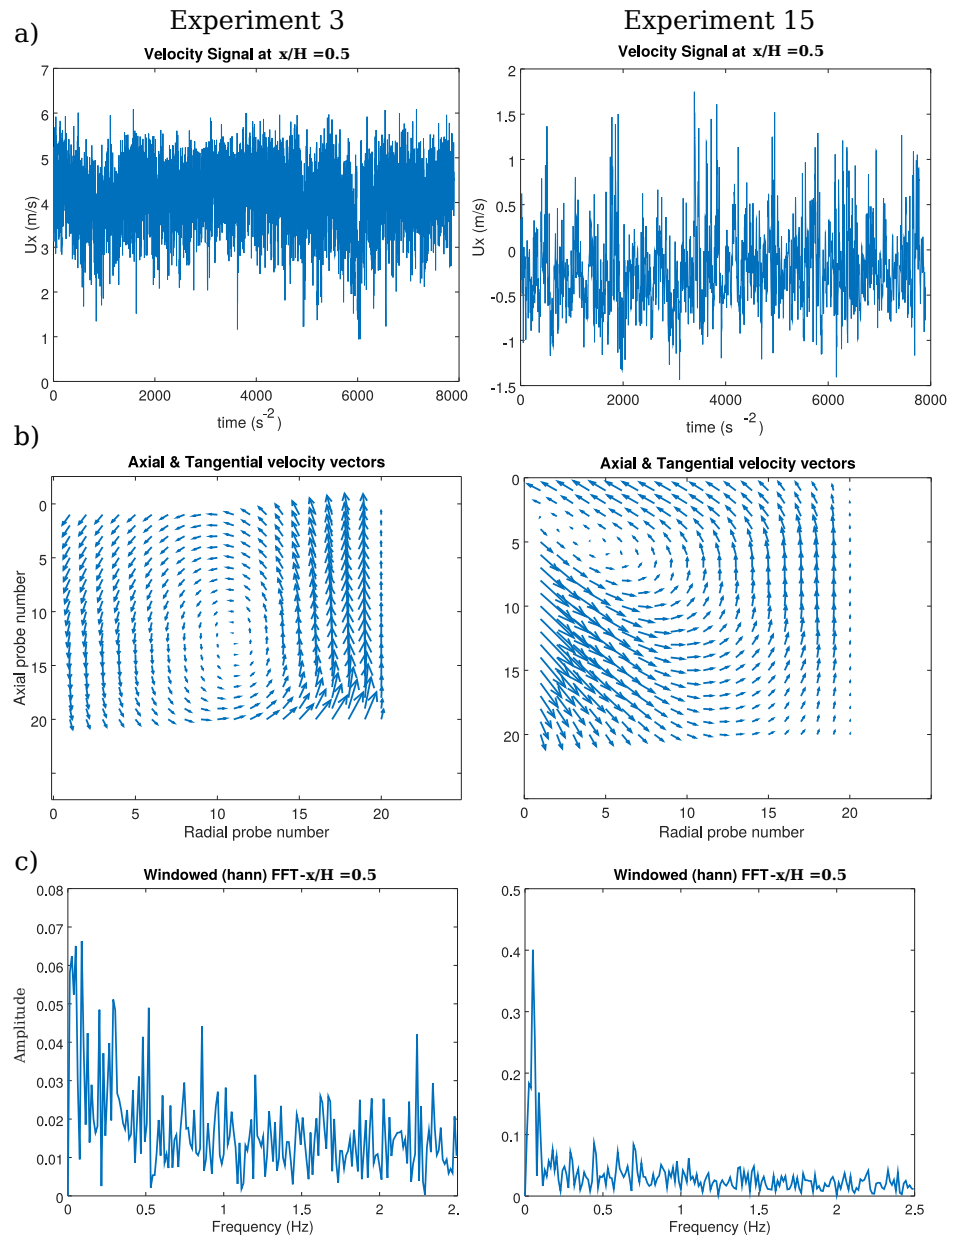 Experiment 3
Experiment 15
a)
Velocity Signal at x/H =0.5
7
6
5
4
3
2
1
0
Ux (m/s)
0 2000 4000 6000 8000
time (s-2)
Velocity Signal at x/H =0.5
2
1.5
1
0.5
0
-0.5
-1
-1.5
Ux (m/s)
0 2000 4000 6000 8000
time (s -2)
b)
Axial & Tangential velocity vectors
0
5
10
15
20
Axial probe number
0 5 10 15 20
Radial probe number
Axial & Tangential velocity vectors
0
5
10
15
20
0 5 10 15 20
Radial probe number
c)
Windowed (hann) FFT-x/H =0.5
0.08
0.07
0.06
0.05
0.04
0.03
0.02
0.01
0
Amplitude
0 0.5 1 1.5 2 2.
Frequency (Hz)
Windowed (hann) FFT-x/H =0.5
0.5
0.4
0.3
0.2
0.1
0
0 0.5 1 1.5 2 2.5
Frequency (Hz)